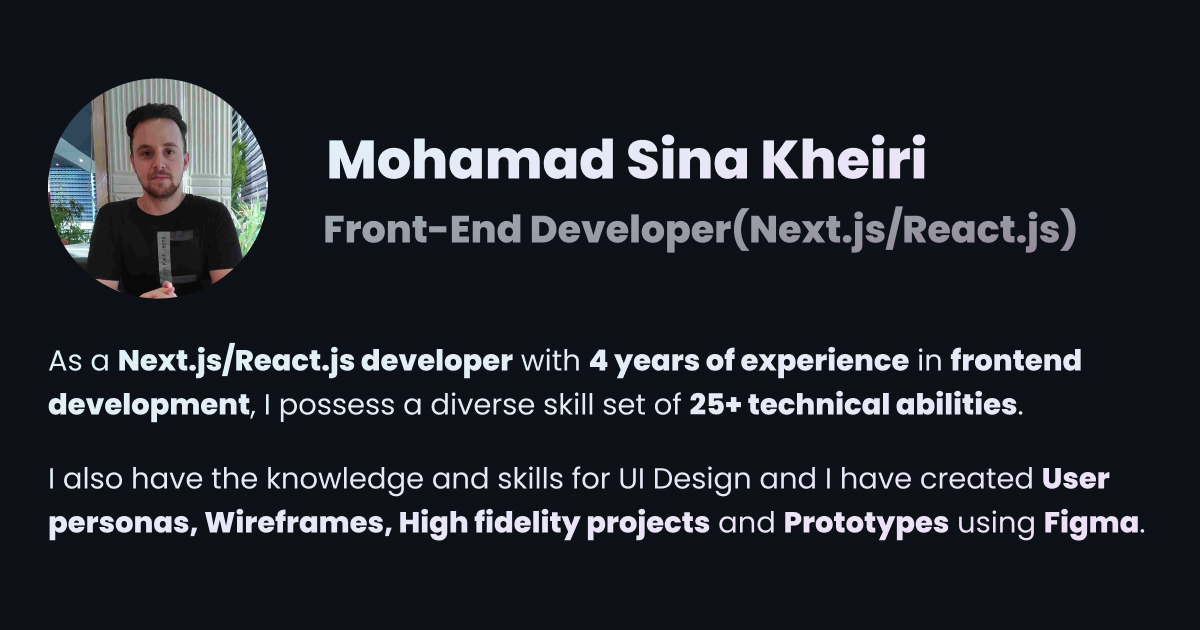 Mohamad Sina Kheiri
Front-End Developer(Next.js/React.js)
As a Next.js/React.js developer with 4 years of experience in frontend
development, I possess a diverse skill set of 25+ technical abilities.
I also have the knowledge and skills for UI Design and I have created User
personas, Wireframes, High fidelity projects and Prototypes using Figma.